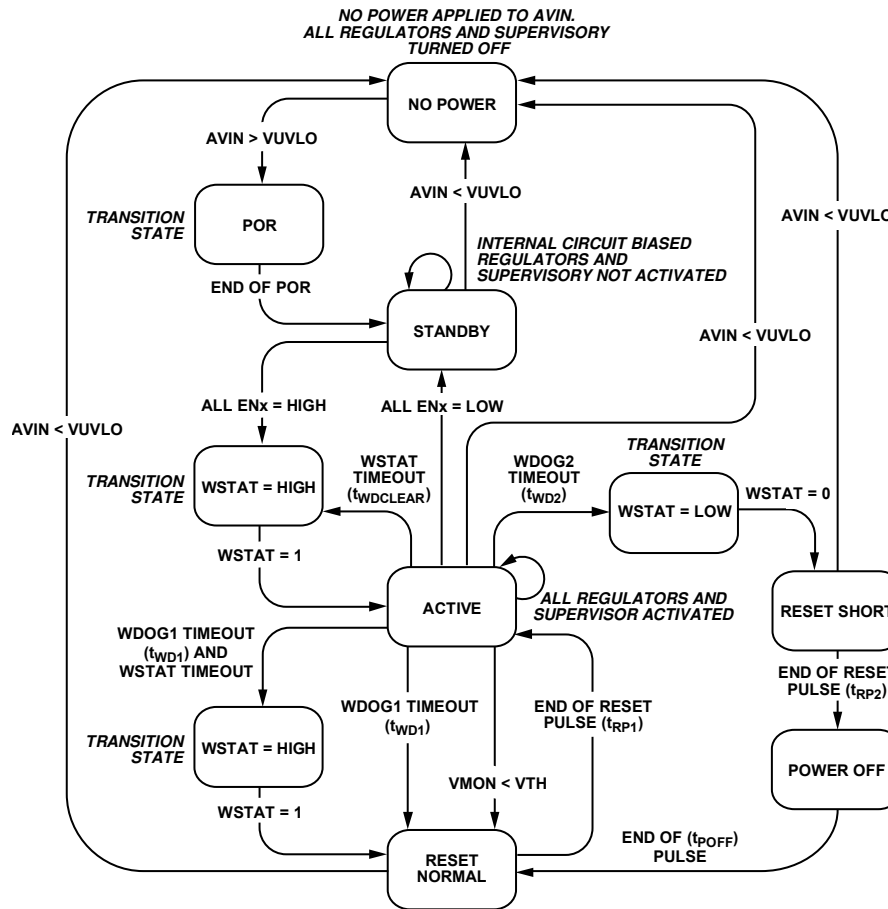 NO POWER APPLIED TO AVIN.
ALL REGULATORS AND SUPERVISORY
TURNED OFF
NO POWER
AVIN > VUVLO
AVIN < VUVLO
TRANSITION
STATE
POR
AVIN < VUVLO
INTERNAL CIRCUIT BIASED
REGULATORS AND
SUPERVISORY NOT ACTIVATED
END OF POR
STANDBY
AVIN < VUVLO
ALL ENx = HIGH
ALL ENx = LOW
AVIN < VUVLO
TRANSITION
STATE
WSTAT = HIGH
WSTAT
TIMEOUT
(tWDCLEAR)
WDOG2
TIMEOUT
(tWD2)
TRANSITION
STATE
WSTAT = LOW
WSTAT = 0
WSTAT = 1
ACTIVE
ALL REGULATORS AND
SUPERVISOR ACTIVATED
RESET SHORT
WDOG1 TIMEOUT
(tWD1) AND
WSTAT TIMEOUT
WDOG1 TIMEOUT
(tWD1)
END OF RESET
PULSE (tRP1)
END OF RESET
PULSE (tRP2)
TRANSITION
STATE
WSTAT = HIGH
POWER OFF
VMON < VTH
WSTAT = 1
END OF (tPOFF)
PULSE
RESET
NORMAL